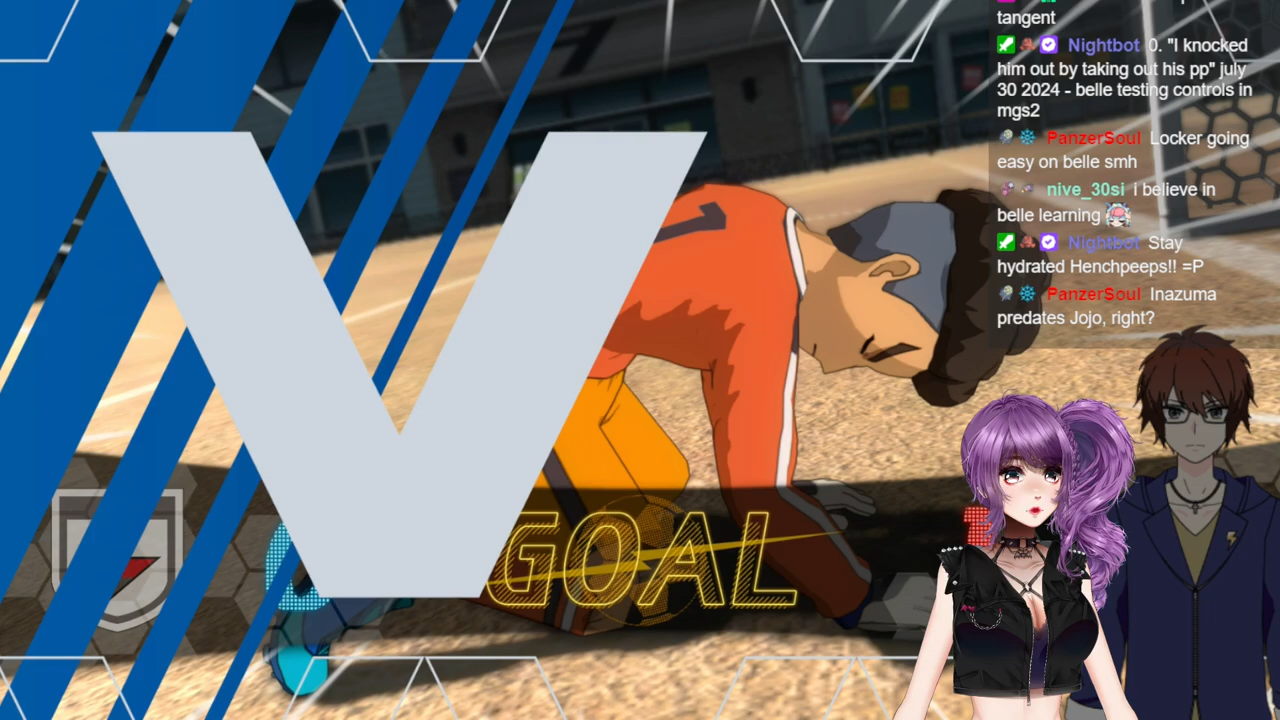 tangent
Nightbot 0. "I knocked
him out by taking out his pp" july
30 2024 - belle testing controls in
mgs2
PanzerSoul Locker going
easy on belle smh
nive_30si i believe in
belle learning
Nightbot Stay
hydrated Henchpeeps!! =P
PanzerSoul Inazuma
predates Jojo, right?
V
1
GOAL